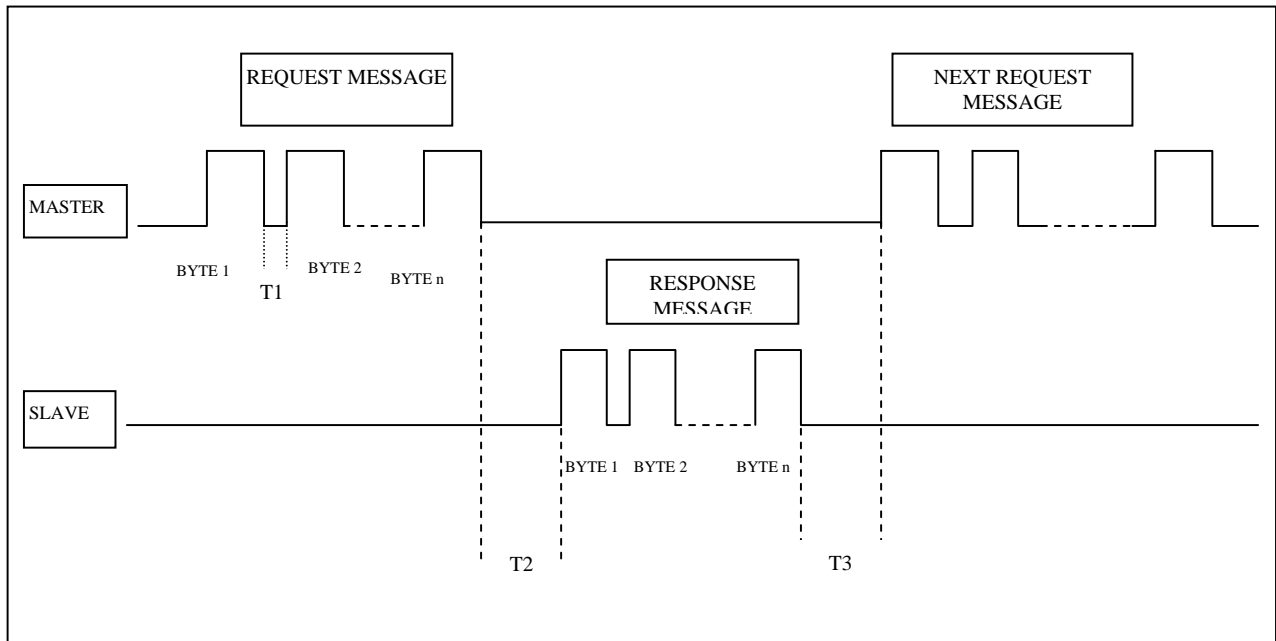 REQUEST MESSAGE
NEXT REQUEST
MESSAGE
MASTER
BYTE 1
BYTE 2
BYTE n
T1
RESPONSE
MESSAGE
SLAVE
BYTE 1
BYTE 2
BYTE n
T2
T3